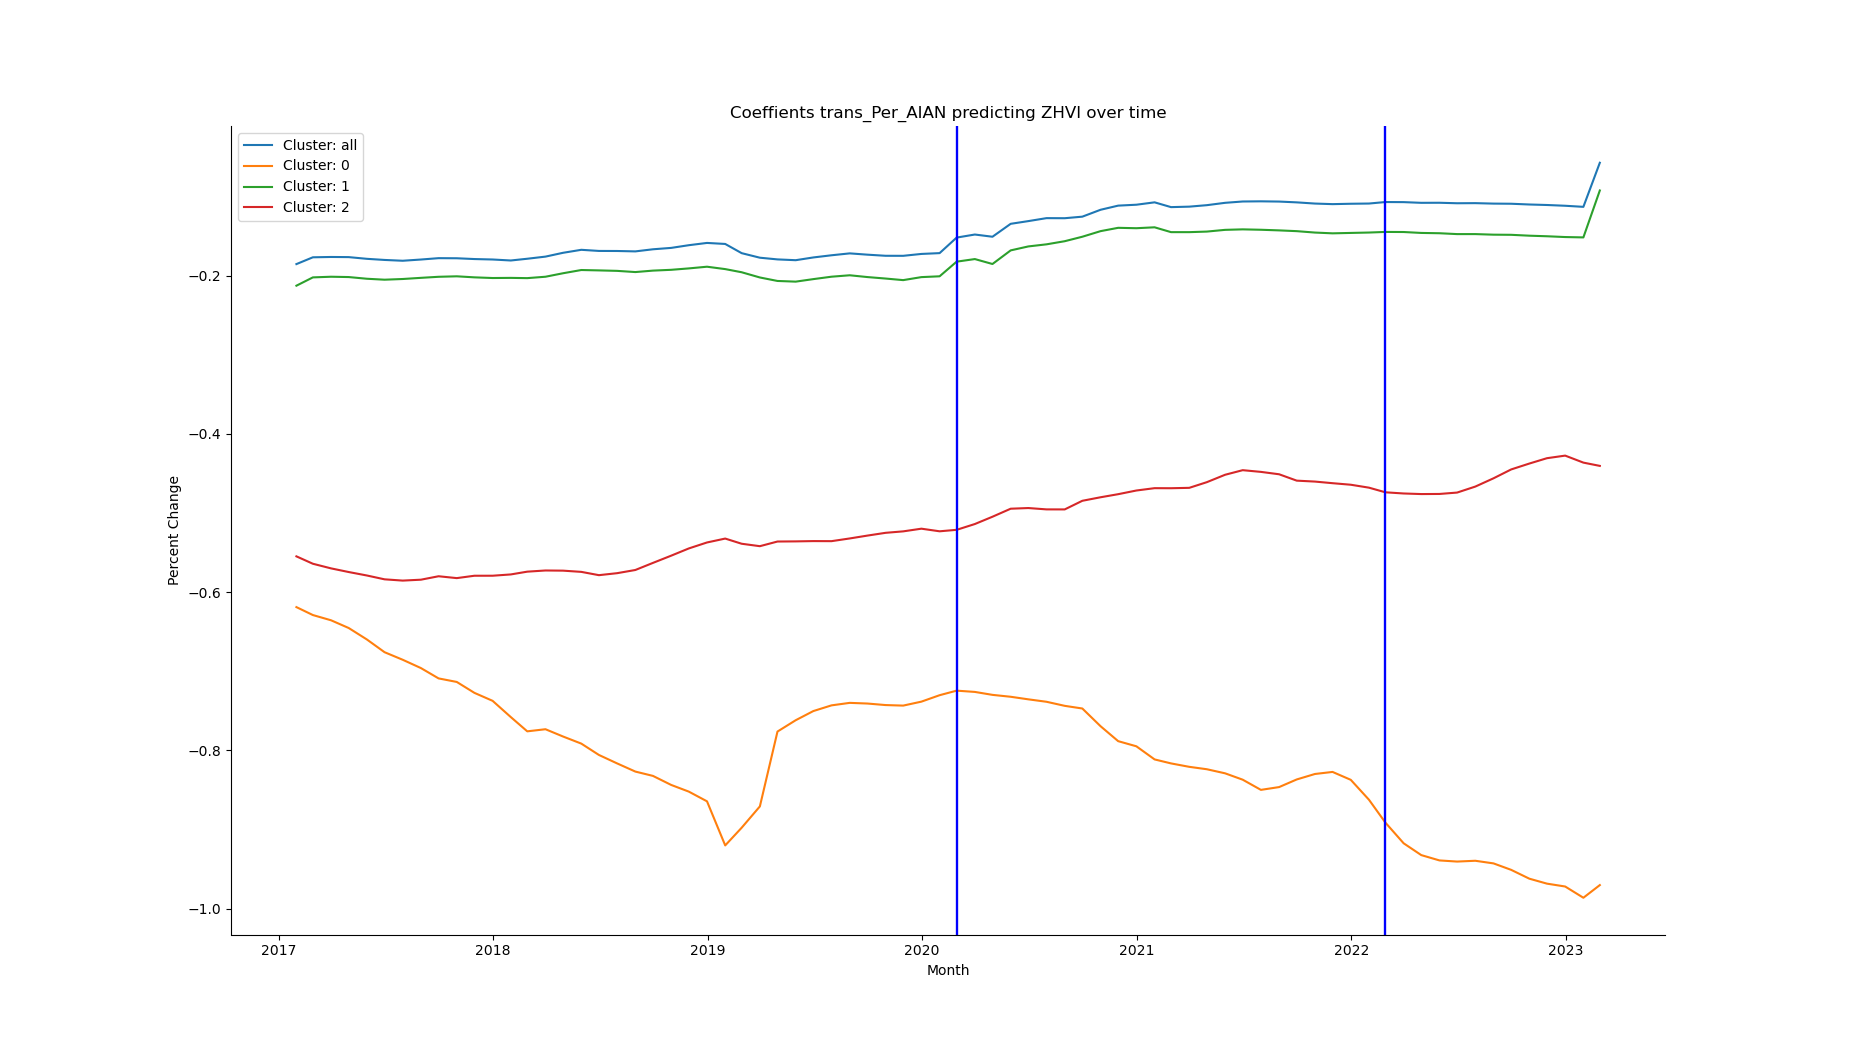 Coeffients trans_Per_AIAN predicting ZHVI over time
Cluster: all
Cluster: 0
Cluster: 1
Cluster: 2
Percent Change
−0.2
−0.4
−0.6
−0.8
−1.0
2017 2018 2019 2020 2021 2022 2023
Month